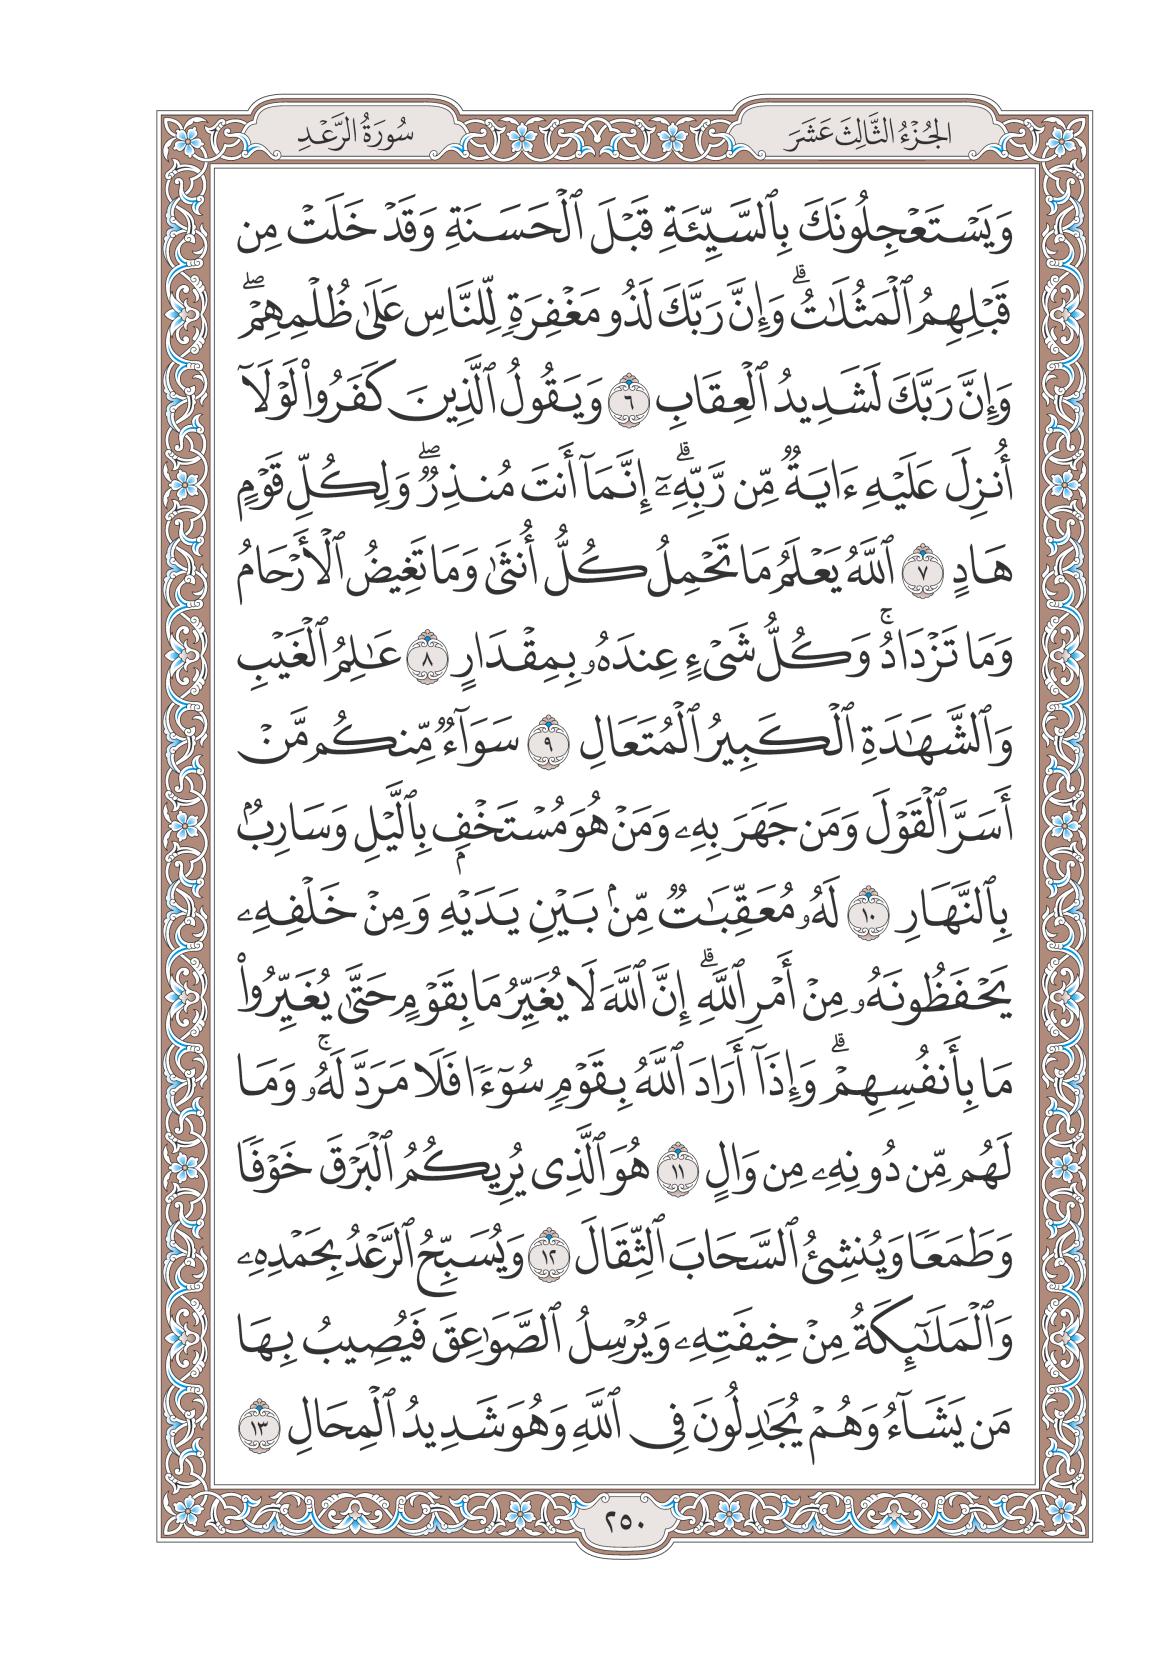 الجُزْءُ الثَّالِثَ عَشَرَ
سُورَةُ الرَّعْدِ
وَيَسْتَعْجِلُونَكَ بِٱلسَّيِّئَةِ قَبْلَ ٱلْحَسَنَةِ وَقَدْ خَلَتْ مِن
قَبْلِهِمُ ٱلْمَثُلَـٰتُ ۗ وَإِنَّ رَبَّكَ لَذُو مَغْفِرَةٍ لِّلنَّاسِ عَلَىٰ ظُلْمِهِمْ ۖ
وَإِنَّ رَبَّكَ لَشَدِيدُ ٱلْعِقَابِ ٦ وَيَقُولُ ٱلَّذِينَ كَفَرُوا۟ لَوْلَآ
أُنزِلَ عَلَيْهِ ءَايَةٌ مِّن رَّبِّهِۦٓ ۗ إِنَّمَآ أَنتَ مُنذِرٌ ۖ وَلِكُلِّ قَوْمٍ
هَادٍ ٧ ٱللَّهُ يَعْلَمُ مَا تَحْمِلُ كُلُّ أُنثَىٰ وَمَا تَغِيضُ ٱلْأَرْحَامُ
وَمَا تَزْدَادُ ۚ وَكُلُّ شَىْءٍ عِندَهُۥ بِمِقْدَارٍ ٨ عَـٰلِمُ ٱلْغَيْبِ
وَٱلشَّهَـٰدَةِ ٱلْكَبِيرُ ٱلْمُتَعَالِ ٩ سَوَآءٌ مِّنكُم مَّنْ
أَسَرَّ ٱلْقَوْلَ وَمَن جَهَرَ بِهِۦ وَمَنْ هُوَ مُسْتَخْفٍۭ بِٱلَّيْلِ وَسَارِبٌۢ
بِٱلنَّهَارِ ١٠ لَهُۥ مُعَقِّبَـٰتٌ مِّنۢ بَيْنِ يَدَيْهِ وَمِنْ خَلْفِهِۦ
يَحْفَظُونَهُۥ مِنْ أَمْرِ ٱللَّهِ ۗ إِنَّ ٱللَّهَ لَا يُغَيِّرُ مَا بِقَوْمٍ حَتَّىٰ يُغَيِّرُوا۟
مَا بِأَنفُسِهِمْ ۗ وَإِذَآ أَرَادَ ٱللَّهُ بِقَوْمٍ سُوٓءًا فَلَا مَرَدَّ لَهُۥ ۚ وَمَا
لَهُم مِّن دُونِهِۦ مِن وَالٍ ١١ هُوَ ٱلَّذِى يُرِيكُمُ ٱلْبَرْقَ خَوْفًا
وَطَمَعًا وَيُنشِئُ ٱلسَّحَابَ ٱلثِّقَالَ ١٢ وَيُسَبِّحُ ٱلرَّعْدُ بِحَمْدِهِۦ
وَٱلْمَلَـٰٓئِكَةُ مِنْ خِيفَتِهِۦ وَيُرْسِلُ ٱلصَّوَٰعِقَ فَيُصِيبُ بِهَا
مَن يَشَآءُ وَهُمْ يُجَـٰدِلُونَ فِى ٱللَّهِ وَهُوَ شَدِيدُ ٱلْمِحَالِ ١٣
٢٥٠